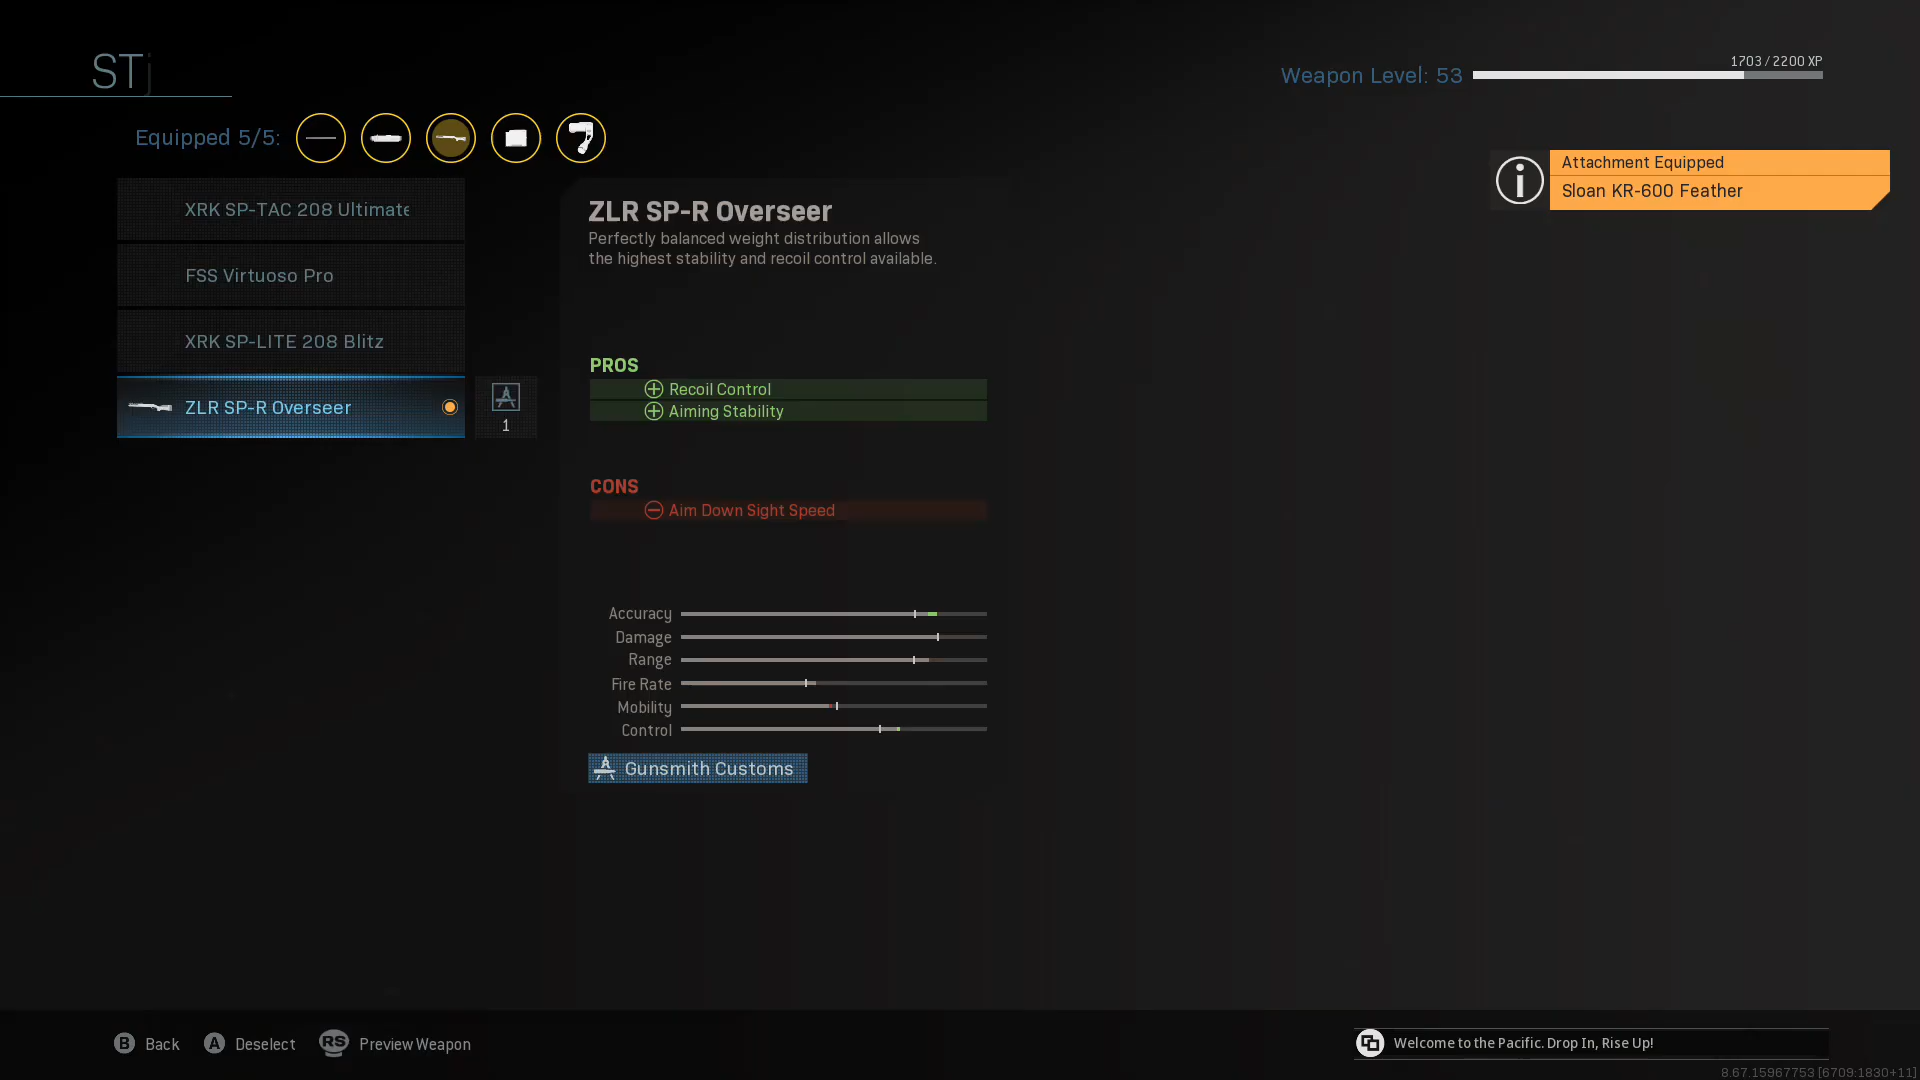 ST
Weapon Level: 53
1703 / 2200 XP
Equipped 5/5:
Attachment Equipped
Sloan KR-600 Feather
XRK SP-TAC 208 Ultimate
FSS Virtuoso Pro
XRK SP-LITE 208 Blitz
ZLR SP-R Overseer
1
ZLR SP-R Overseer
Perfectly balanced weight distribution allows
the highest stability and recoil control available.
PROS
Recoil Control
Aiming Stability
CONS
Aim Down Sight Speed
Accuracy
Damage
Range
Fire Rate
Mobility
Control
Gunsmith Customs
B Back
A Deselect
RS Preview Weapon
Welcome to the Pacific. Drop In, Rise Up!
8.67.15967753 [6709:1830+11]